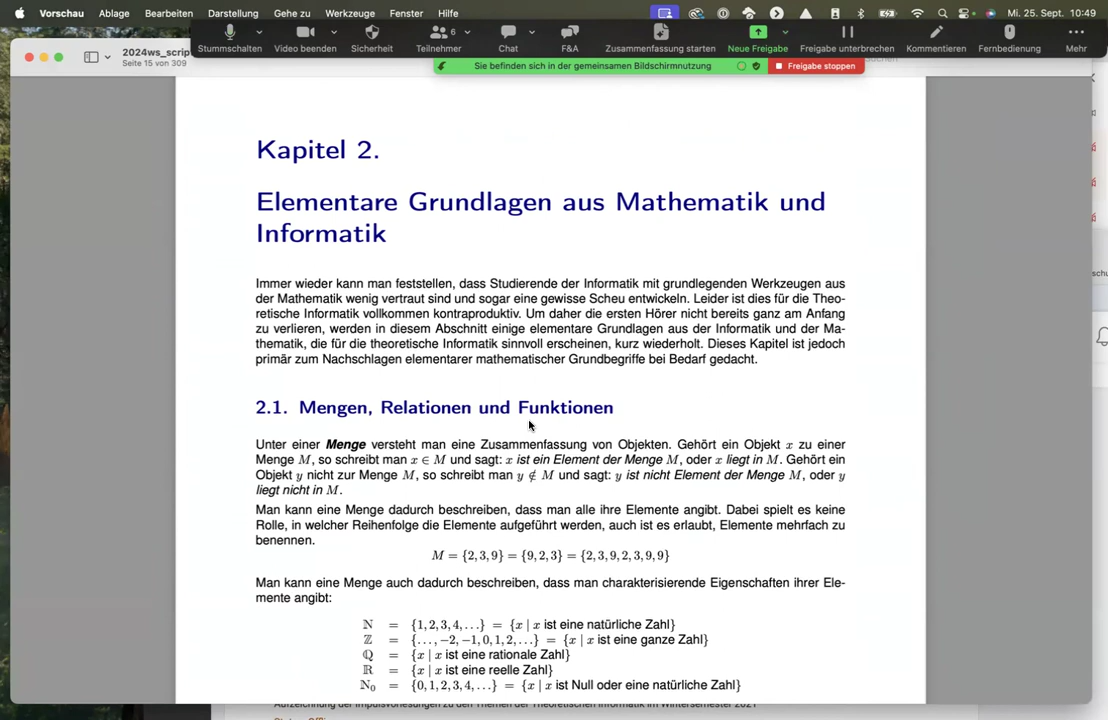 Vorschau Ablage Bearbeiten Darstellung Gehe zu Werkzeuge Fenster Hilfe Mi. 25. Sept. 10:49
Stummschalten Video beenden Sicherheit Teilnehmer 6 Chat F&A Zusammenfassung starten Neue Freigabe Freigabe unterbrechen Kommentieren Fernbedienung Mehr
2024ws_scrip
Seite 15 von 309
Sie befinden sich in der gemeinsamen Bildschirmnutzung Freigabe stoppen
Kapitel 2.
Elementare Grundlagen aus Mathematik und
Informatik
Immer wieder kann man feststellen, dass Studierende der Informatik mit grundlegenden Werkzeugen aus
der Mathematik wenig vertraut sind und sogar eine gewisse Scheu entwickeln. Leider ist dies für die Theo-
retische Informatik vollkommen kontraproduktiv. Um daher die ersten Hörer nicht bereits ganz am Anfang
zu verlieren, werden in diesem Abschnitt einige elementare Grundlagen aus der Informatik und der Ma-
thematik, die für die theoretische Informatik sinnvoll erscheinen, kurz wiederholt. Dieses Kapitel ist jedoch
primär zum Nachschlagen elementarer mathematischer Grundbegriffe bei Bedarf gedacht.
2.1. Mengen, Relationen und Funktionen
Unter einer Menge versteht man eine Zusammenfassung von Objekten. Gehört ein Objekt x zu einer
Menge M, so schreibt man x ∈ M und sagt: x ist ein Element der Menge M, oder x liegt in M. Gehört ein
Objekt y nicht zur Menge M, so schreibt man y ∉ M und sagt: y ist nicht Element der Menge M, oder y
liegt nicht in M.
Man kann eine Menge dadurch beschreiben, dass man alle ihre Elemente angibt. Dabei spielt es keine
Rolle, in welcher Reihenfolge die Elemente aufgeführt werden, auch ist es erlaubt, Elemente mehrfach zu
benennen.
M = {2, 3, 9} = {9, 2, 3} = {2, 3, 9, 2, 3, 9, 9}
Man kann eine Menge auch dadurch beschreiben, dass man charakterisierende Eigenschaften ihrer Ele-
mente angibt:
ℕ = {1, 2, 3, 4, ...} = {x | x ist eine natürliche Zahl}
ℤ = {..., −2, −1, 0, 1, 2, ...} = {x | x ist eine ganze Zahl}
ℚ = {x | x ist eine rationale Zahl}
ℝ = {x | x ist eine reelle Zahl}
ℕ₀ = {0, 1, 2, 3, 4, ...} = {x | x ist Null oder eine natürliche Zahl}